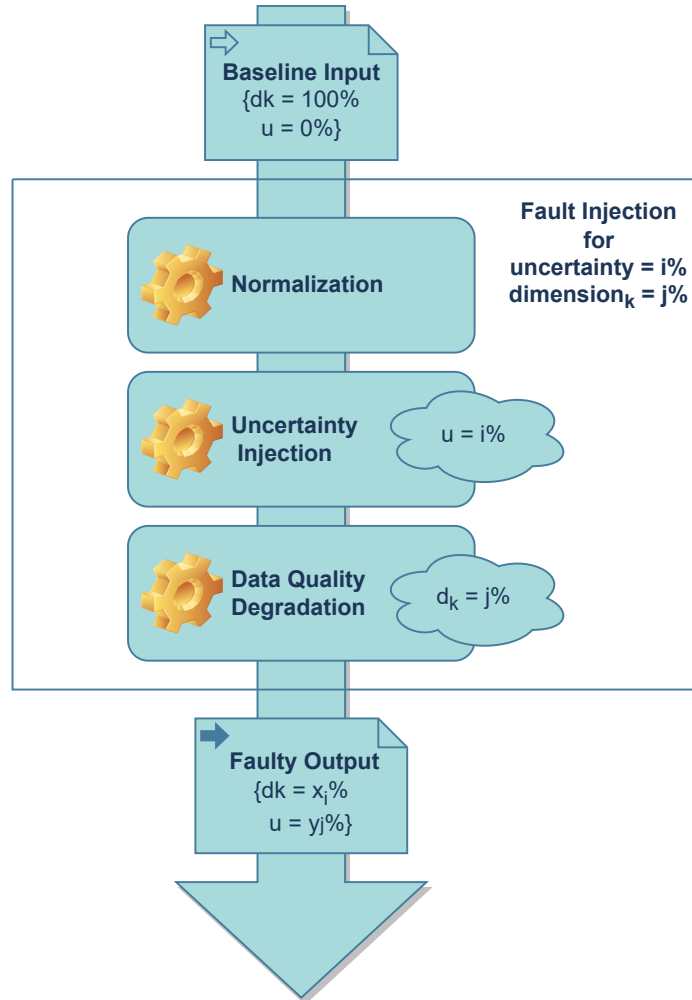 Baseline Input
{dk = 100%
u = 0%}
Fault Injection
for
uncertainty = i%
dimensionₖ = j%
Normalization
Uncertainty
Injection
u = i%
Data Quality
Degradation
dₖ = j%
Faulty Output
{dk = xᵢ%
u = yj%}